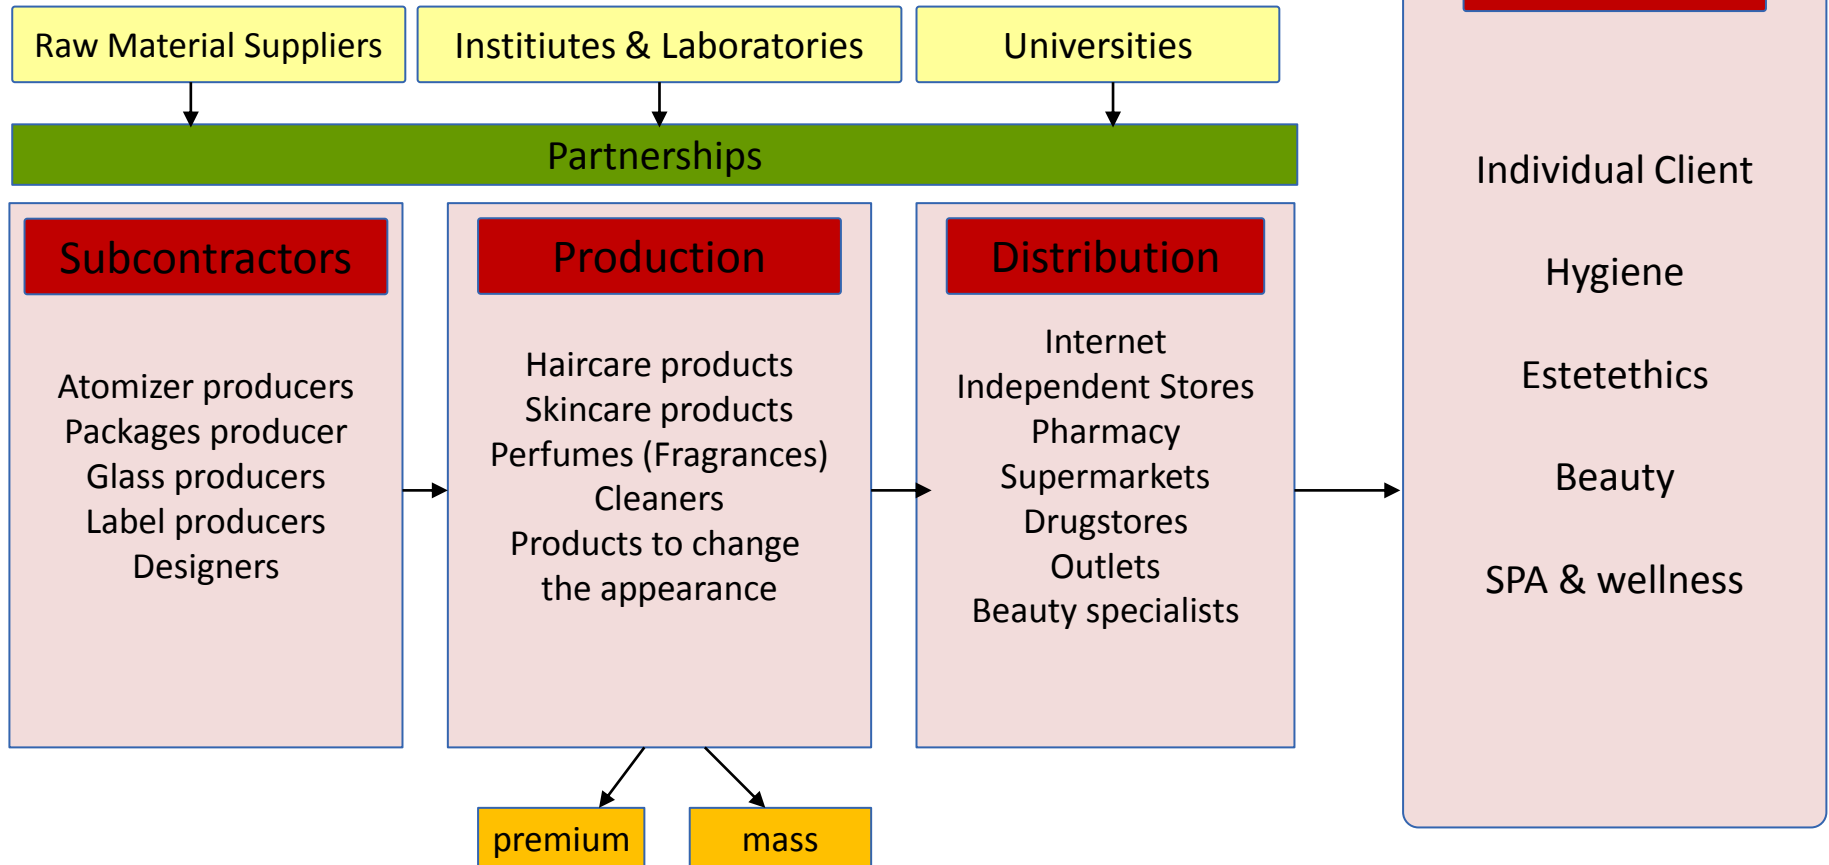 Raw Material Suppliers
Institiutes & Laboratories
Universities
Partnerships
Subcontractors
Atomizer producers
Packages producer
Glass producers
Label producers
Designers
Production
Haircare products
Skincare products
Perfumes (Fragrances)
Cleaners
Products to change
the appearance
Distribution
Internet
Independent Stores
Pharmacy
Supermarkets
Drugstores
Outlets
Beauty specialists
Individual Client
Hygiene
Estetethics
Beauty
SPA & wellness
premium
mass